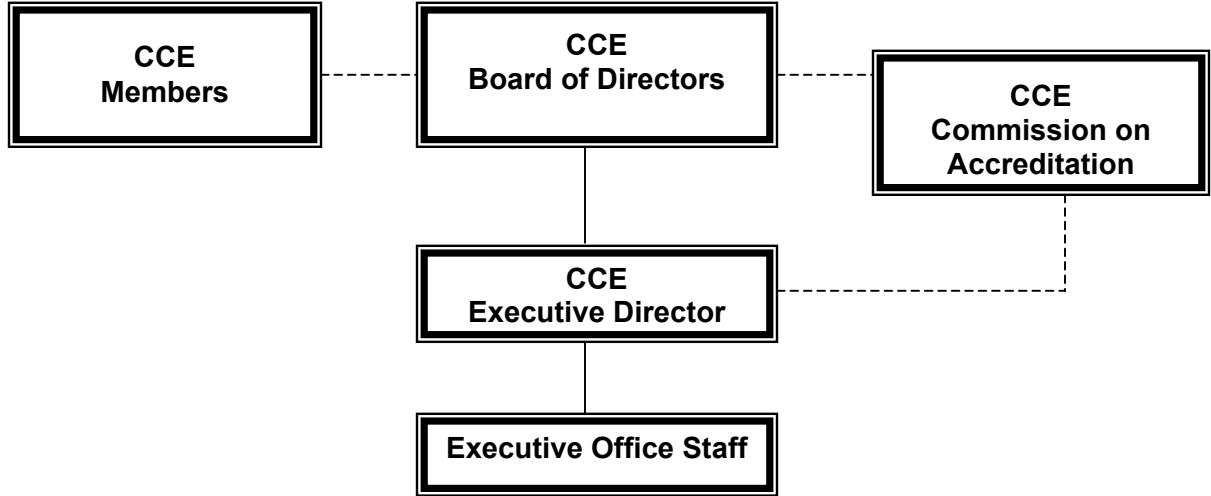 CCE
Members
CCE
Board of Directors
CCE
Commission on
Accreditation
CCE
Executive Director
Executive Office Staff